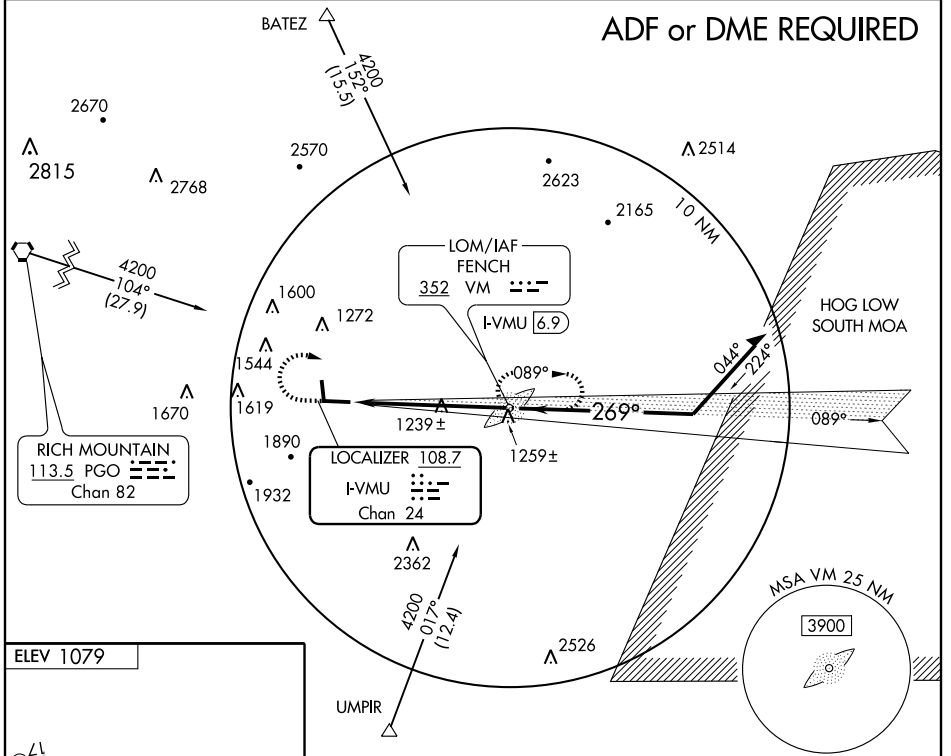 ADF or DME REQUIRED
BATEZ
4200
152°
(15.5)
2670
2815
2768
2570
2623
2514
2165
10 NM
4200
104°
(27.9)
LOM/IAF
FENCH
352 VM
I-VMU 6.9
HOG LOW
SOUTH MOA
1600
1272
1544
1670
1619
044°
224°
089°
269°
089°
1239±
1259±
1890
1932
RICH MOUNTAIN
113.5 PGO
Chan 82
LOCALIZER 108.7
I-VMU
Chan 24
2362
4200
017°
(12.4)
2526
UMPIR
MSA VM 25 NM
3900
ELEV 1079
17